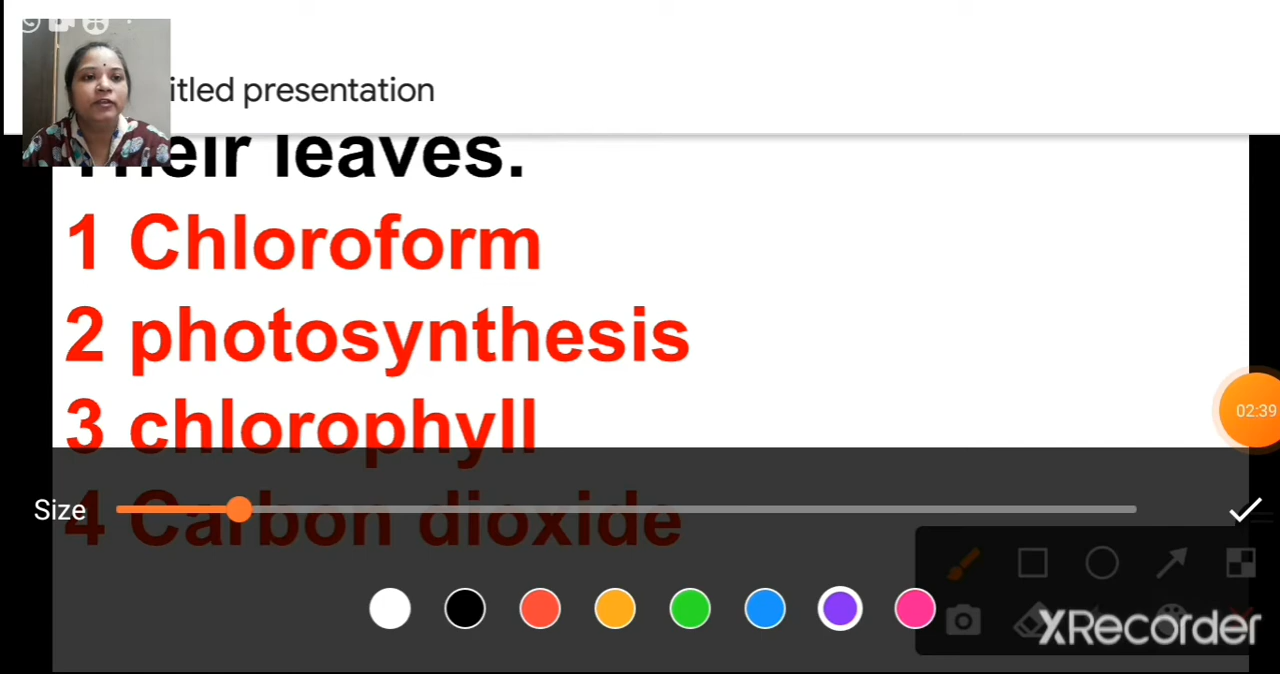 itled presentation
Their leaves.
1 Chloroform
2 photosynthesis
3 chlorophyll
02:39
Size
4 Carbon dioxide
XRecorder